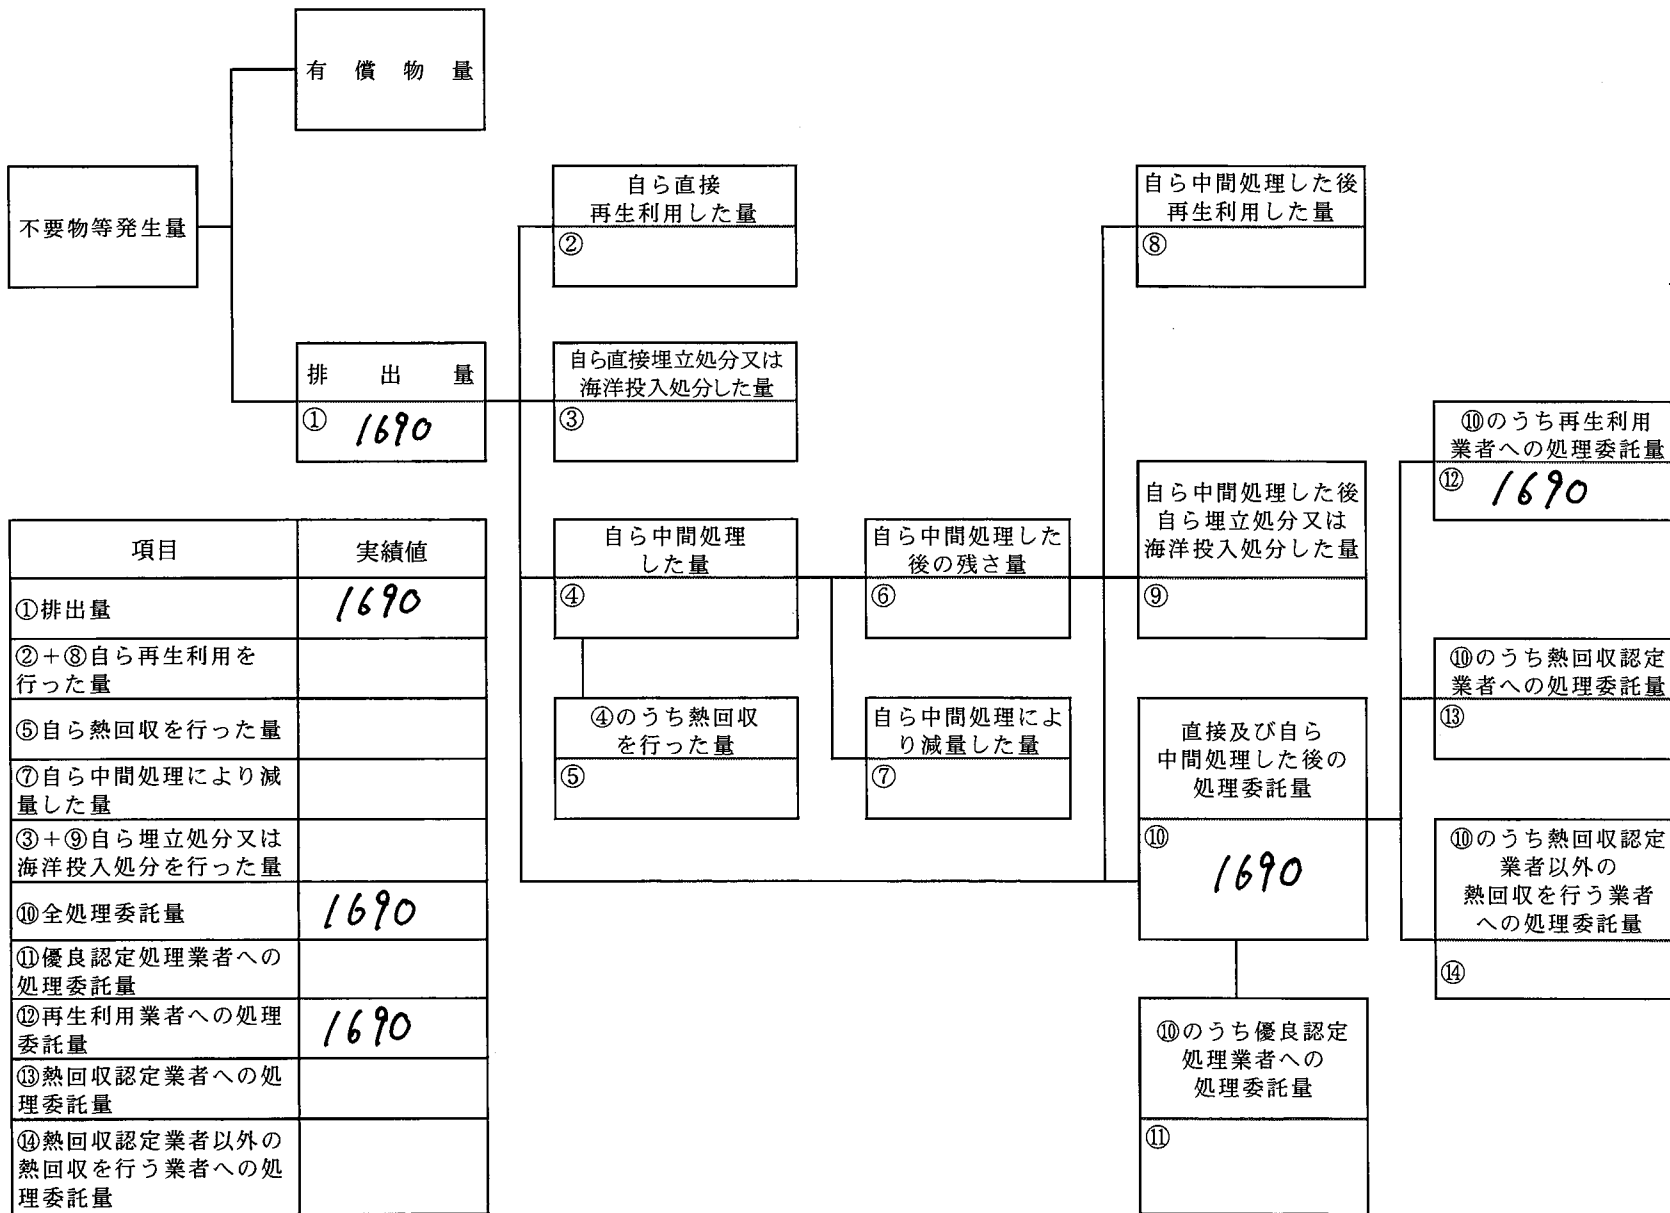 有償物量
不要物等発生量
排出量
① 1690
自ら直接
再生利用した量
②
自ら直接埋立処分又は
海洋投入処分した量
③
自ら中間処理
した量
④
④のうち熱回収
を行った量
⑤
自ら中間処理した
後の残さ量
⑥
自ら中間処理によ
り減量した量
⑦
自ら中間処理した後
再生利用した量
⑧
自ら中間処理した後
自ら埋立処分又は
海洋投入処分した量
⑨
直接及び自ら
中間処理した後の
処理委託量
⑩
1690
⑩のうち優良認定
処理業者への
処理委託量
⑪
⑩のうち再生利用
業者への処理委託量
⑫ 1690
⑩のうち熱回収認定
業者への処理委託量
⑬
⑩のうち熱回収認定
業者以外の
熱回収を行う業者
への処理委託量
⑭
項目 実績値
①排出量 1690
②+⑧自ら再生利用を
行った量
⑤自ら熱回収を行った量
⑦自ら中間処理により減
量した量
③+⑨自ら埋立処分又は
海洋投入処分を行った量
⑩全処理委託量 1690
⑪優良認定処理業者への
処理委託量
⑫再生利用業者への処理
委託量 1690
⑬熱回収認定業者への処
理委託量
⑭熱回収認定業者以外の
熱回収を行う業者への処
理委託量